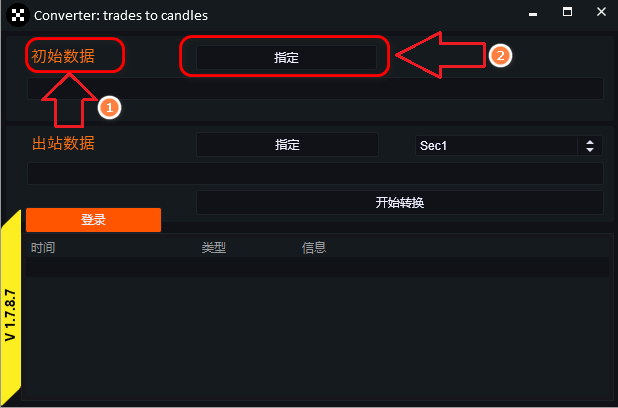 Converter: trades to candles
初始数据
指定
2
1
出站数据
指定
Sec1
开始转换
登录
时间 类型 信息
V 1.7.8.7